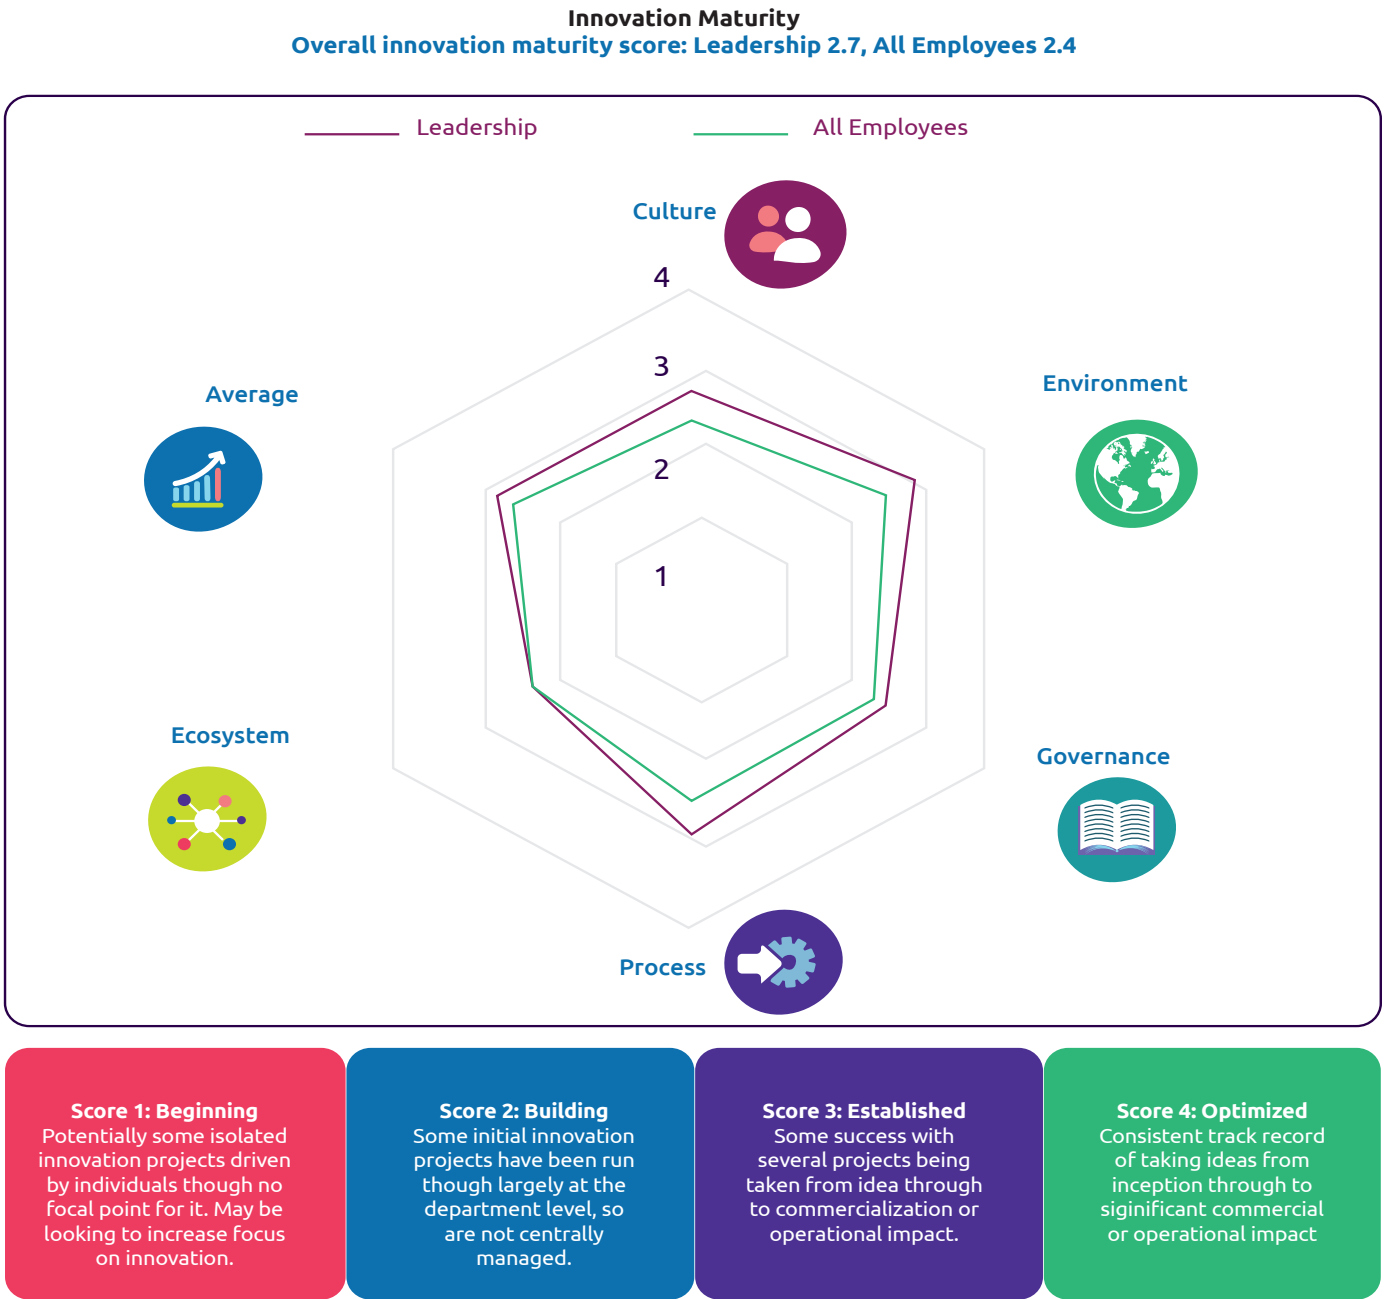 Innovation Maturity
Overall innovation maturity score: Leadership 2.7, All Employees 2.4
Leadership
All Employees
Culture
4
3
2
1
Average
Environment
Ecosystem
Governance
Process
Score 1: Beginning
Potentially some isolated
innovation projects driven
by individuals though no
focal point for it. May be
looking to increase focus
on innovation.
Score 2: Building
Some initial innovation
projects have been run
though largely at the
department level, so
are not centrally
managed.
Score 3: Established
Some success with
several projects being
taken from idea through
to commercialization or
operational impact.
Score 4: Optimized
Consistent track record
of taking ideas from
inception through to
siginificant commercial
or operational impact